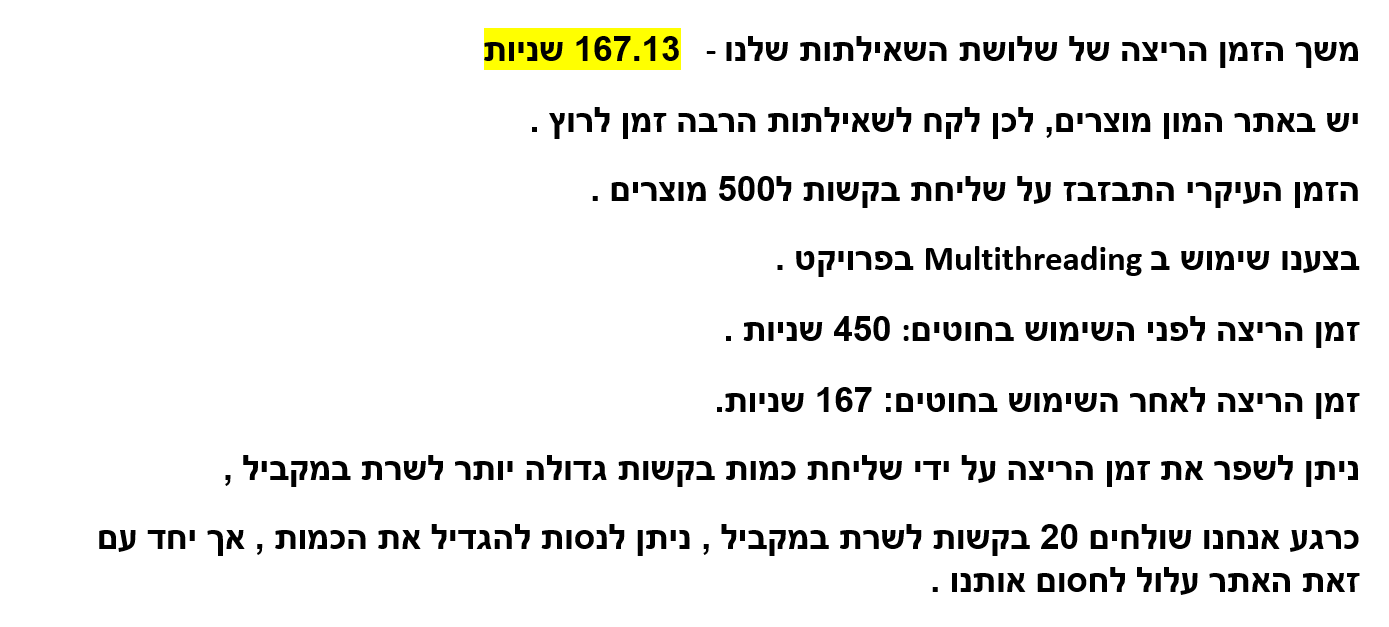 משך הזמן הריצה של שלושת השאילתות שלנו - 167.13 שניות
יש באתר המון מוצרים, לכן לקח לשאילתות הרבה זמן לרוץ .
הזמן העיקרי התבזבז על שליחת בקשות ל500 מוצרים .
בצענו שימוש ב Multithreading בפרויקט .
זמן הריצה לפני השימוש בחוטים: 450 שניות .
זמן הריצה לאחר השימוש בחוטים: 167 שניות.
ניתן לשפר את זמן הריצה על ידי שליחת כמות בקשות גדולה יותר לשרת במקביל ,
כרגע אנחנו שולחים 20 בקשות לשרת במקביל , ניתן לנסות להגדיל את הכמות , אך יחד עם
זאת האתר עלול לחסום אותנו .